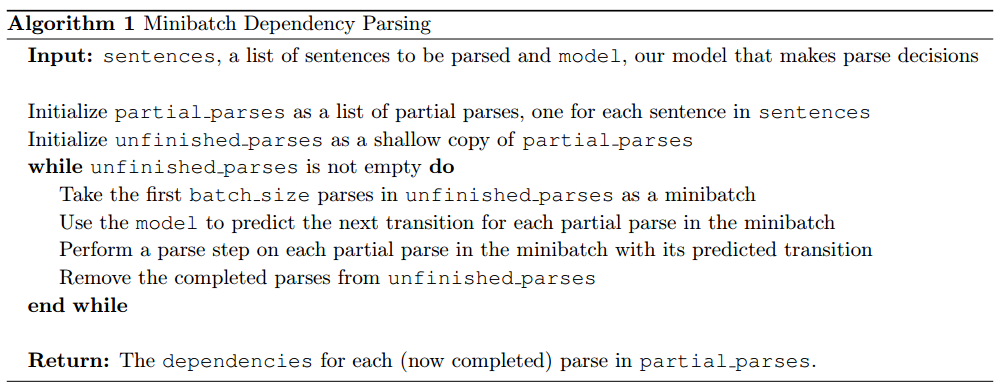 Algorithm 1 Minibatch Dependency Parsing
Input: sentences, a list of sentences to be parsed and model, our model that makes parse decisions
Initialize partial_parses as a list of partial parses, one for each sentence in sentences
Initialize unfinished_parses as a shallow copy of partial_parses
while unfinished_parses is not empty do
Take the first batch_size parses in unfinished_parses as a minibatch
Use the model to predict the next transition for each partial parse in the minibatch
Perform a parse step on each partial parse in the minibatch with its predicted transition
Remove the completed parses from unfinished_parses
end while
Return: The dependencies for each (now completed) parse in partial_parses.